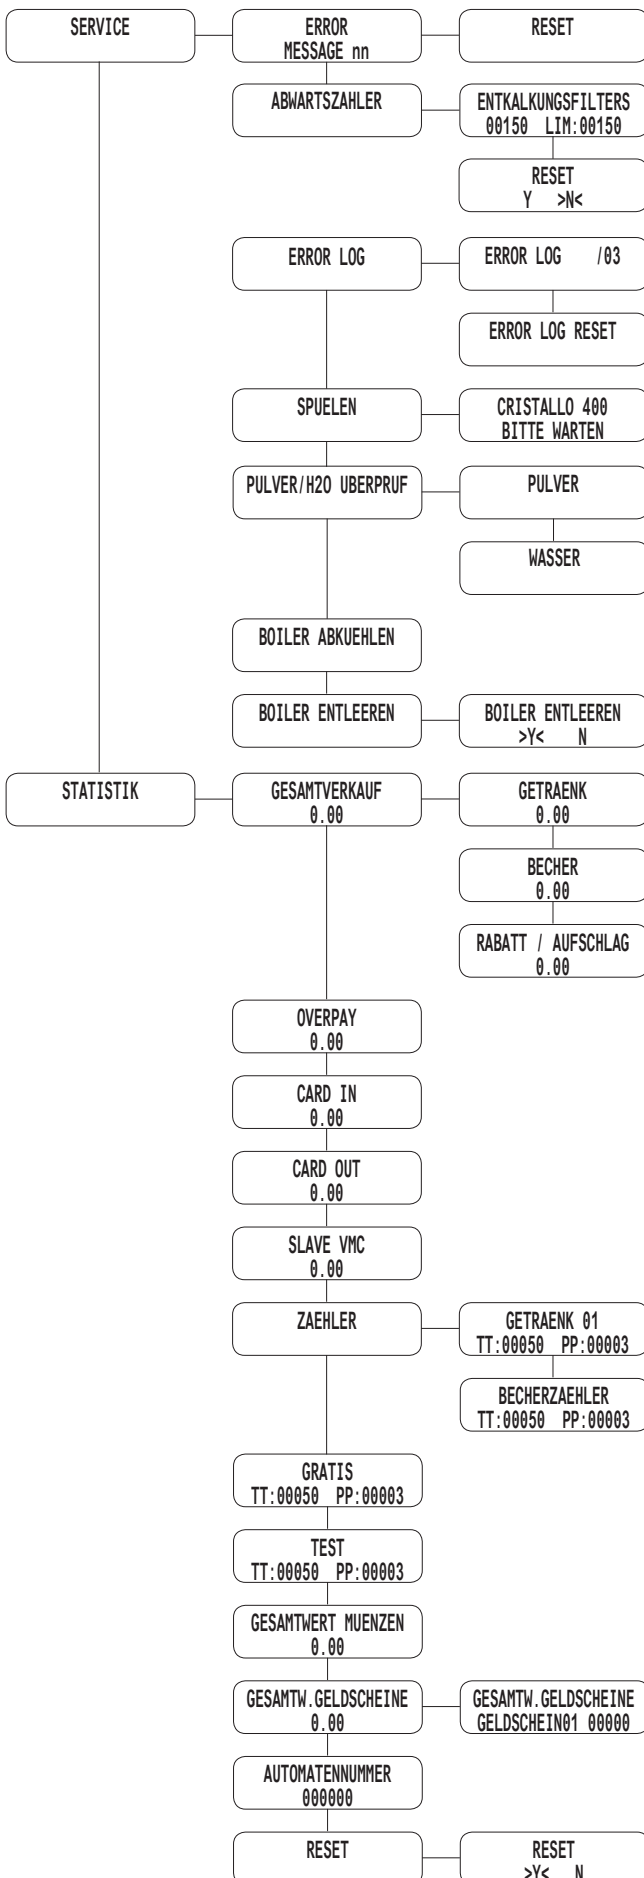 SERVICE
ERROR
MESSAGE nn
RESET
ABWARTSZAHLER
ENTKALKUNGSFILTERS
00150 LIM:00150
RESET
Y >N<
ERROR LOG
ERROR LOG /03
ERROR LOG RESET
SPUELEN
CRISTALLO 400
BITTE WARTEN
PULVER/H2O UBERPRUF
PULVER
WASSER
BOILER ABKUEHLEN
BOILER ENTLEEREN
BOILER ENTLEEREN
>Y< N
STATISTIK
GESAMTVERKAUF
0.00
GETRAENK
0.00
BECHER
0.00
RABATT / AUFSCHLAG
0.00
OVERPAY
0.00
CARD IN
0.00
CARD OUT
0.00
SLAVE VMC
0.00
ZAEHLER
GETRAENK 01
TT:00050 PP:00003
BECHERZAEHLER
TT:00050 PP:00003
GRATIS
TT:00050 PP:00003
TEST
TT:00050 PP:00003
GESAMTWERT MUENZEN
0.00
GESAMTW.GELDSCHEINE
0.00
GESAMTW.GELDSCHEINE
GELDSCHEIN01 00000
AUTOMATENNUMMER
000000
RESET
RESET
>Y< N